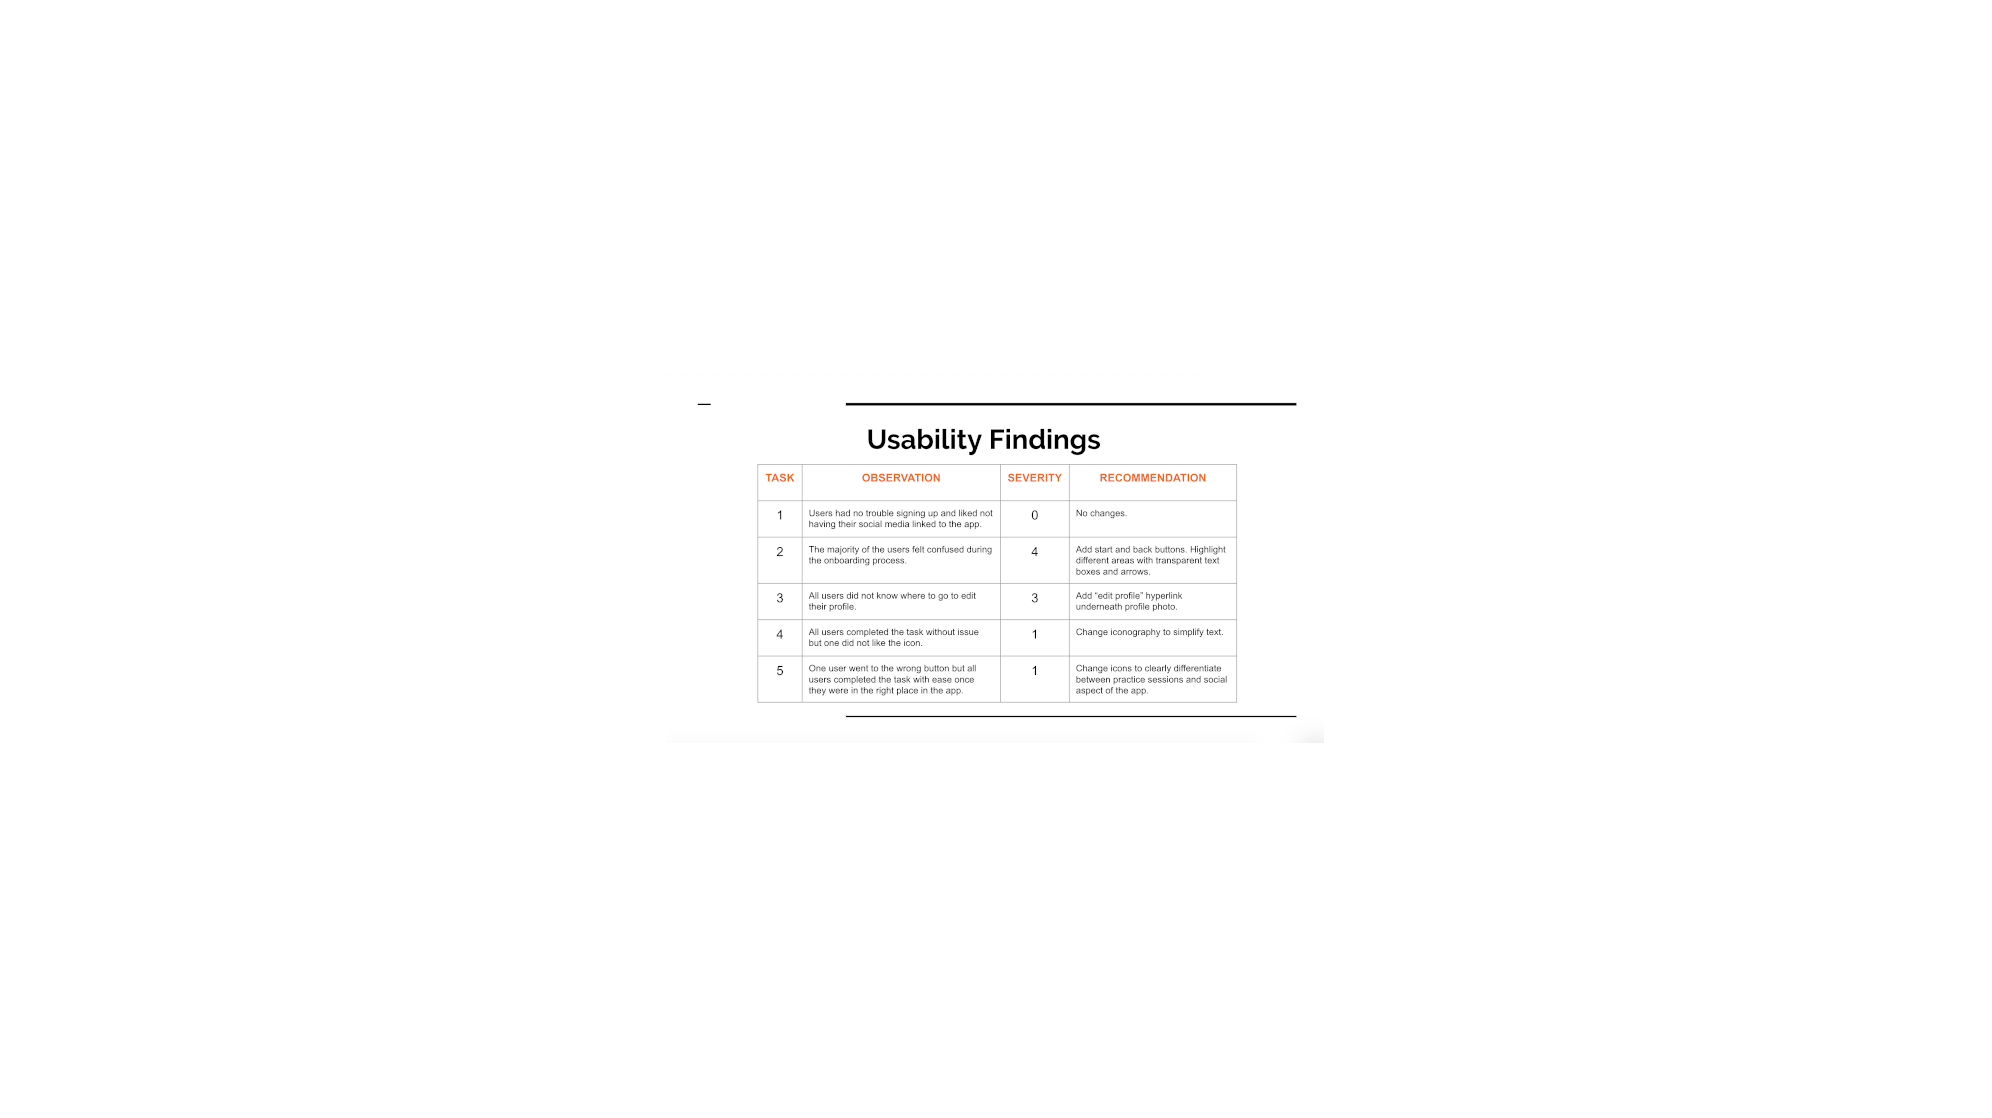 Usability Findings
TASK OBSERVATION SEVERITY RECOMMENDATION
1
Users had no trouble signing up and liked not
having their social media linked to the app.
0
No changes.
2
The majority of the users felt confused during
the onboarding process.
4
Add start and back buttons. Highlight
different areas with transparent text
boxes and arrows.
3
All users did not know where to go to edit
their profile.
3
Add “edit profile” hyperlink
underneath profile photo.
4
All users completed the task without issue
but one did not like the icon.
1
Change iconography to simplify text.
5
One user went to the wrong button but all
users completed the task with ease once
they were in the right place in the app.
1
Change icons to clearly differentiate
between practice sessions and social
aspect of the app.